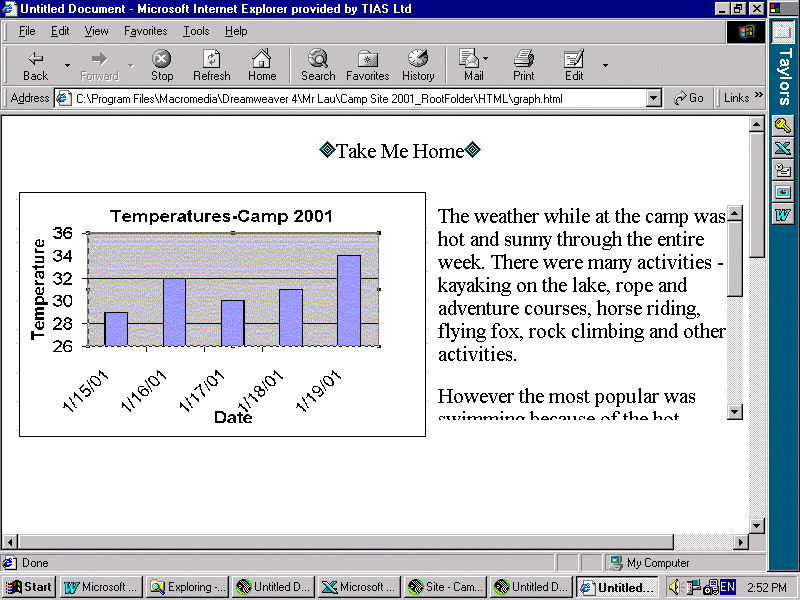 Untitled Document - Microsoft Internet Explorer provided by TIAS Ltd
File Edit View Favorites Tools Help
Back Forward Stop Refresh Home Search Favorites History Mail Print Edit
Address C:\Program Files\Macromedia\Dreamweaver 4\Mr Lau\Camp Site 2001_RootFolder\HTML\graph.html Go Links »
Taylors
Take Me Home
Temperatures-Camp 2001
Temperature
36
34
32
30
28
26
1/15/01 1/16/01 1/17/01 1/18/01 1/19/01
Date
The weather while at the camp was
hot and sunny through the entire
week. There were many activities -
kayaking on the lake, rope and
adventure courses, horse riding,
flying fox, rock climbing and other
activities.
However the most popular was
swimming because of the hot
Done My Computer
Start Microsoft ... Exploring -... Untitled D... Microsoft ... Site - Cam... Untitled D... Untitled... EN 2:52 PM